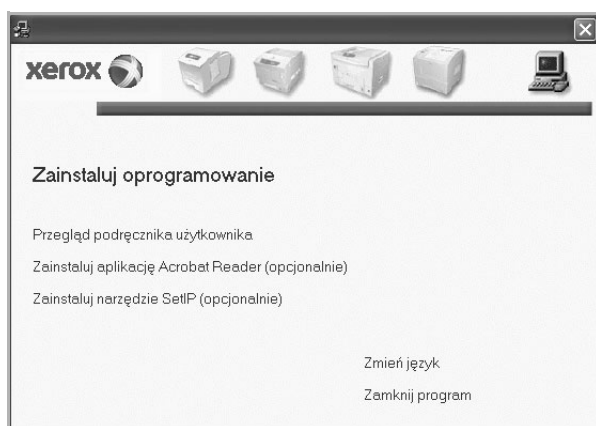 xerox
Zainstaluj oprogramowanie
Przegląd podręcznika użytkownika
Zainstaluj aplikację Acrobat Reader (opcjonalnie)
Zainstaluj narzędzie SetIP (opcjonalnie)
Zmień język
Zamknij program